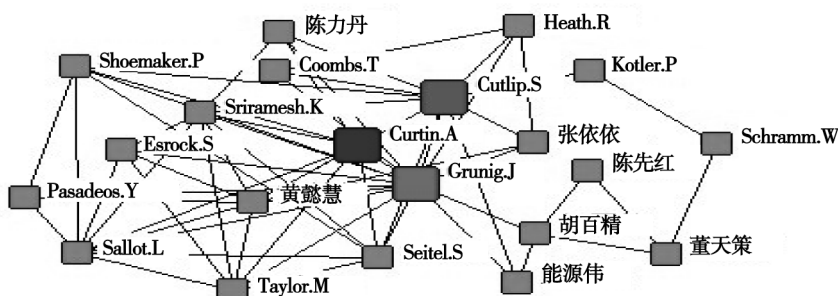 陈力丹
Heath.R
Shoemaker.P
Coombs.T
Cutlip.S
Kotler.P
Sriramesh.K
Curtin.A
张依依
Schramm.W
Esrock.S
Grunig.J
陈先红
Pasadeos.Y
黄懿慧
胡百精
Sallot.L
Seitel.S
董天策
Taylor.M
能源伟